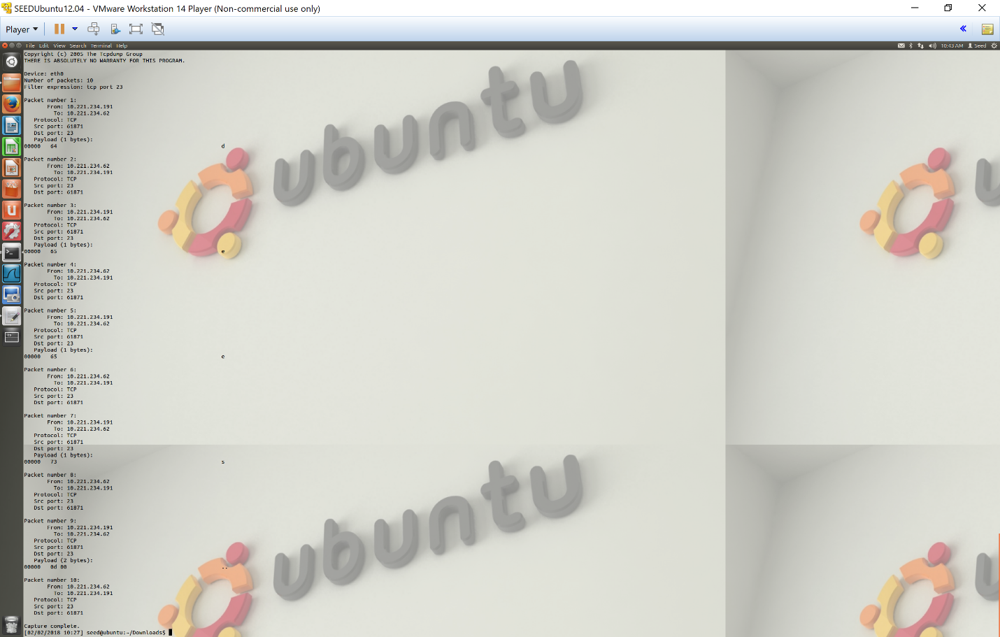 SEEDUbuntu12.04 - VMware Workstation 14 Player (Non-commercial use only)
Player
File Edit View Search Terminal Help
10:43 AM Seed
Copyright (c) 2005 The Tcpdump Group
THERE IS ABSOLUTELY NO WARRANTY FOR THIS PROGRAM.
Device: eth0
Number of packets: 10
Filter expression: tcp port 23
Packet number 1:
From: 10.221.234.191
To: 10.221.234.62
Protocol: TCP
Src port: 61871
Dst port: 23
Payload (1 bytes):
00000 64 d
Packet number 2:
From: 10.221.234.62
To: 10.221.234.191
Protocol: TCP
Src port: 23
Dst port: 61871
Packet number 3:
From: 10.221.234.191
To: 10.221.234.62
Protocol: TCP
Src port: 61871
Dst port: 23
Payload (1 bytes):
00000 65 e
Packet number 4:
From: 10.221.234.62
To: 10.221.234.191
Protocol: TCP
Src port: 23
Dst port: 61871
Packet number 5:
From: 10.221.234.191
To: 10.221.234.62
Protocol: TCP
Src port: 61871
Dst port: 23
Payload (1 bytes):
00000 65 e
Packet number 6:
From: 10.221.234.62
To: 10.221.234.191
Protocol: TCP
Src port: 23
Dst port: 61871
Packet number 7:
From: 10.221.234.191
To: 10.221.234.62
Protocol: TCP
Src port: 61871
Dst port: 23
Payload (1 bytes):
00000 73 s
Packet number 8:
From: 10.221.234.62
To: 10.221.234.191
Protocol: TCP
Src port: 23
Dst port: 61871
Packet number 9:
From: 10.221.234.191
To: 10.221.234.62
Protocol: TCP
Src port: 61871
Dst port: 23
Payload (2 bytes):
00000 0d 00 ..
Packet number 10:
From: 10.221.234.62
To: 10.221.234.191
Protocol: TCP
Src port: 23
Dst port: 61871
Capture complete.
[02/02/2018 10:27] seed@ubuntu:~/Downloads$
ubuntu
u
ubuntu
u